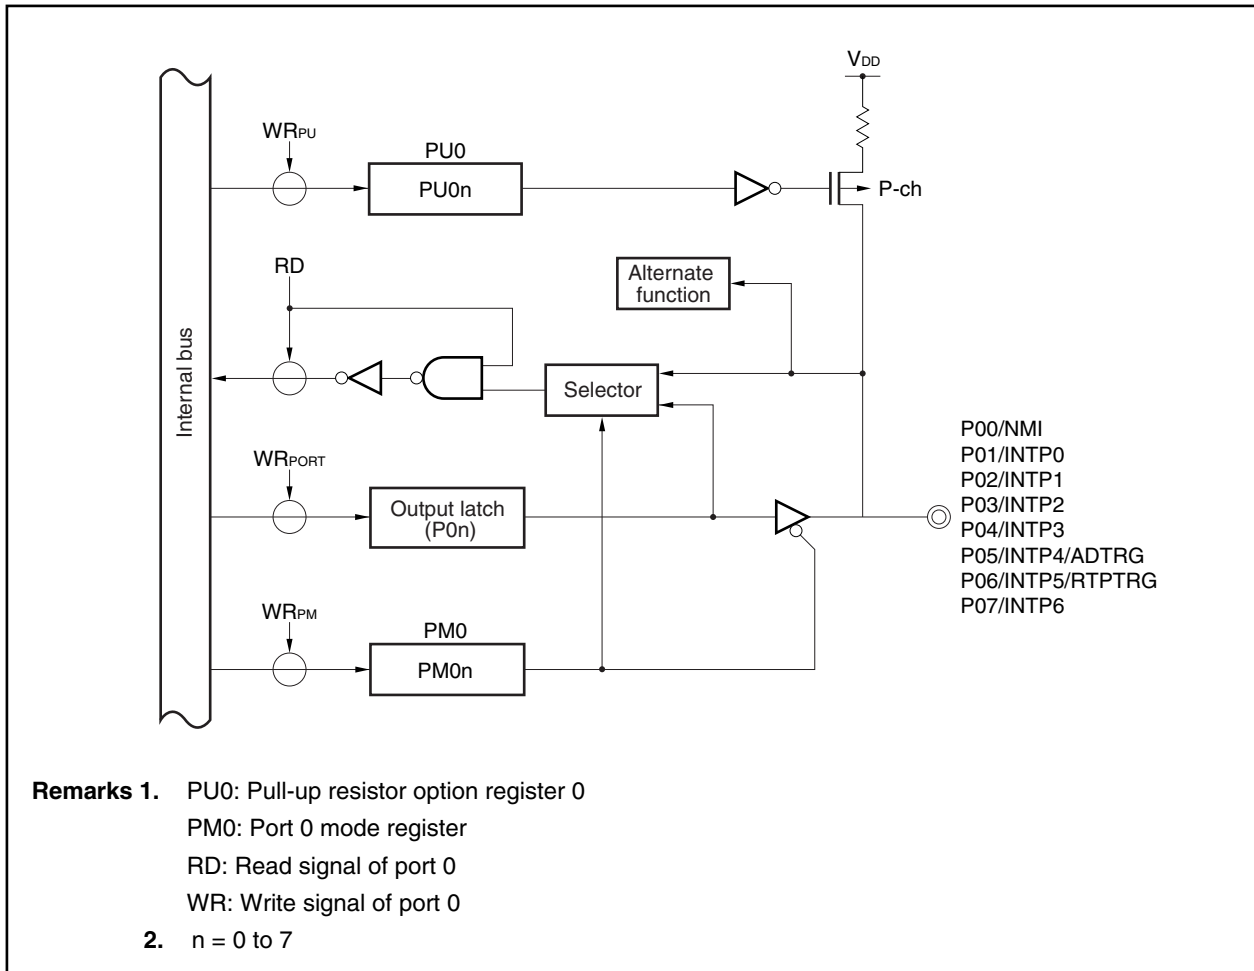 VDD
WRPU
PU0
PU0n
P-ch
RD
Alternate
function
Internal bus
Selector
WRPORT
Output latch
(P0n)
P00/NMI
P01/INTP0
P02/INTP1
P03/INTP2
P04/INTP3
P05/INTP4/ADTRG
P06/INTP5/RTPTRG
P07/INTP6
WRPM
PM0
PM0n
Remarks 1. PU0: Pull-up resistor option register 0
PM0: Port 0 mode register
RD: Read signal of port 0
WR: Write signal of port 0
2. n = 0 to 7